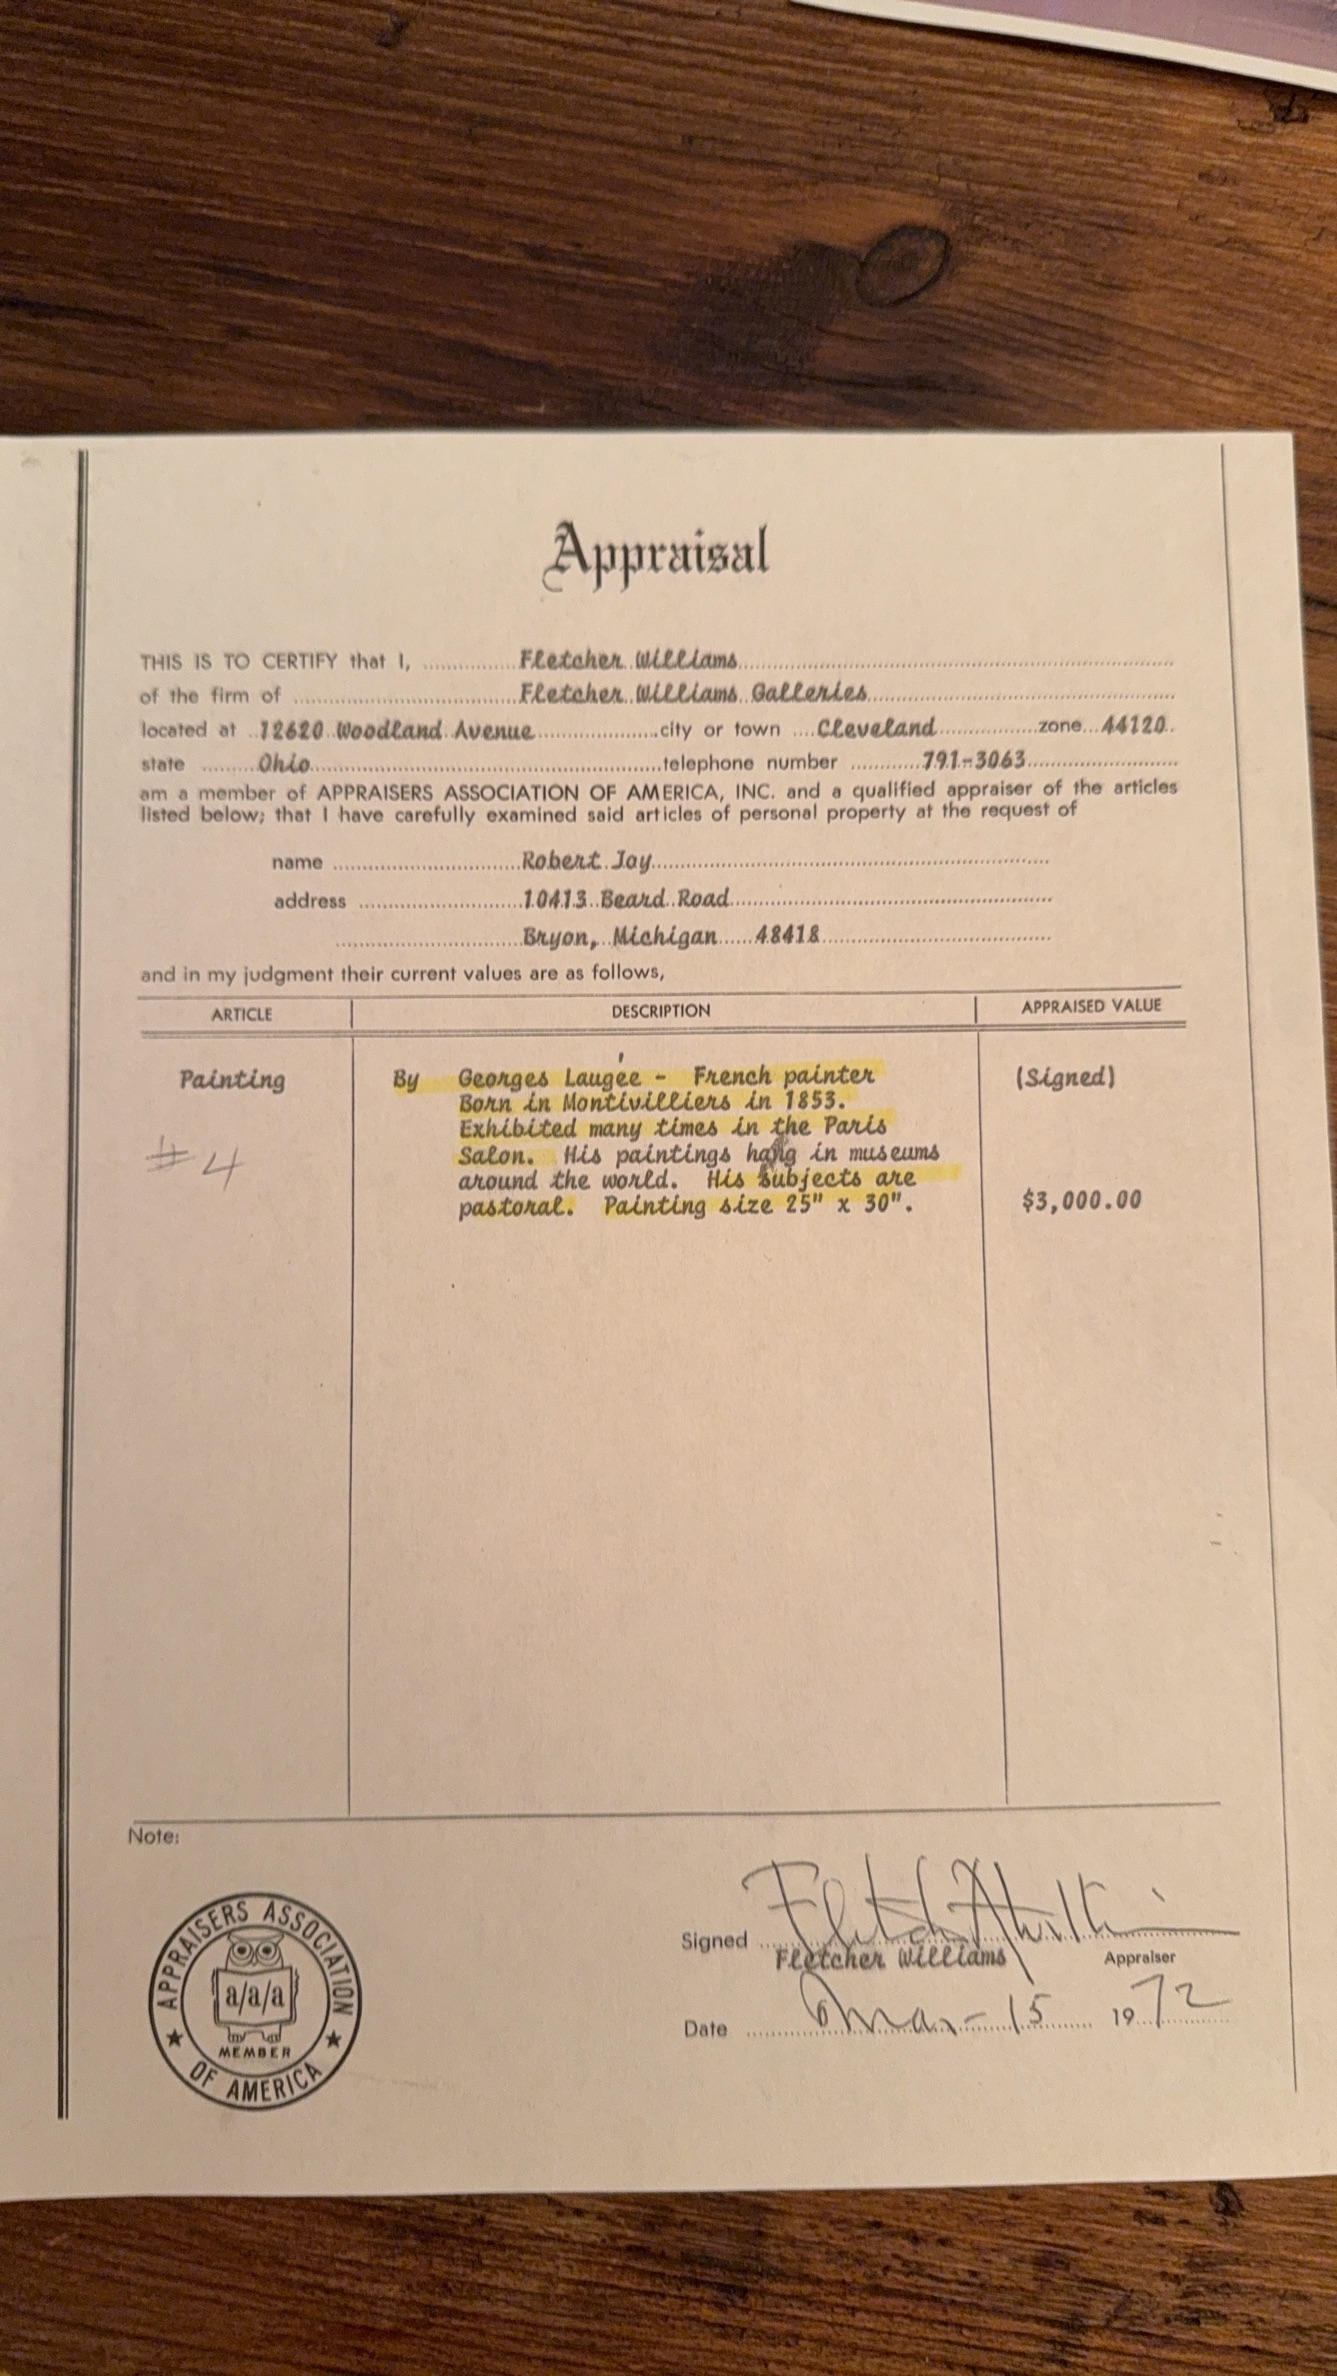 Appraisal
THIS IS TO CERTIFY that I, Fletcher Williams
of the firm of Fletcher Williams Galleries
located at 12620 Woodland Avenue city or town Cleveland zone 44120
state Ohio telephone number 791-3063
am a member of APPRAISERS ASSOCIATION OF AMERICA, INC. and a qualified appraiser of the articles
listed below; that I have carefully examined said articles of personal property at the request of
name Robert Joy
address 10413 Beard Road
Bryon, Michigan 48418
and in my judgment their current values are as follows,
ARTICLE DESCRIPTION APPRAISED VALUE
Painting By Georges Laugée - French painter (Signed)
Born in Montivilliers in 1853.
Exhibited many times in the Paris
#4 Salon. His paintings hang in museums
around the world. His subjects are
pastoral. Painting size 25" x 30". $3,000.00
Note:
APPRAISERS ASSOCIATION
OF AMERICA
a/a/a
MEMBER
Signed Fletcher Williams
Fletcher Williams Appraiser
Date Mar-15 1972